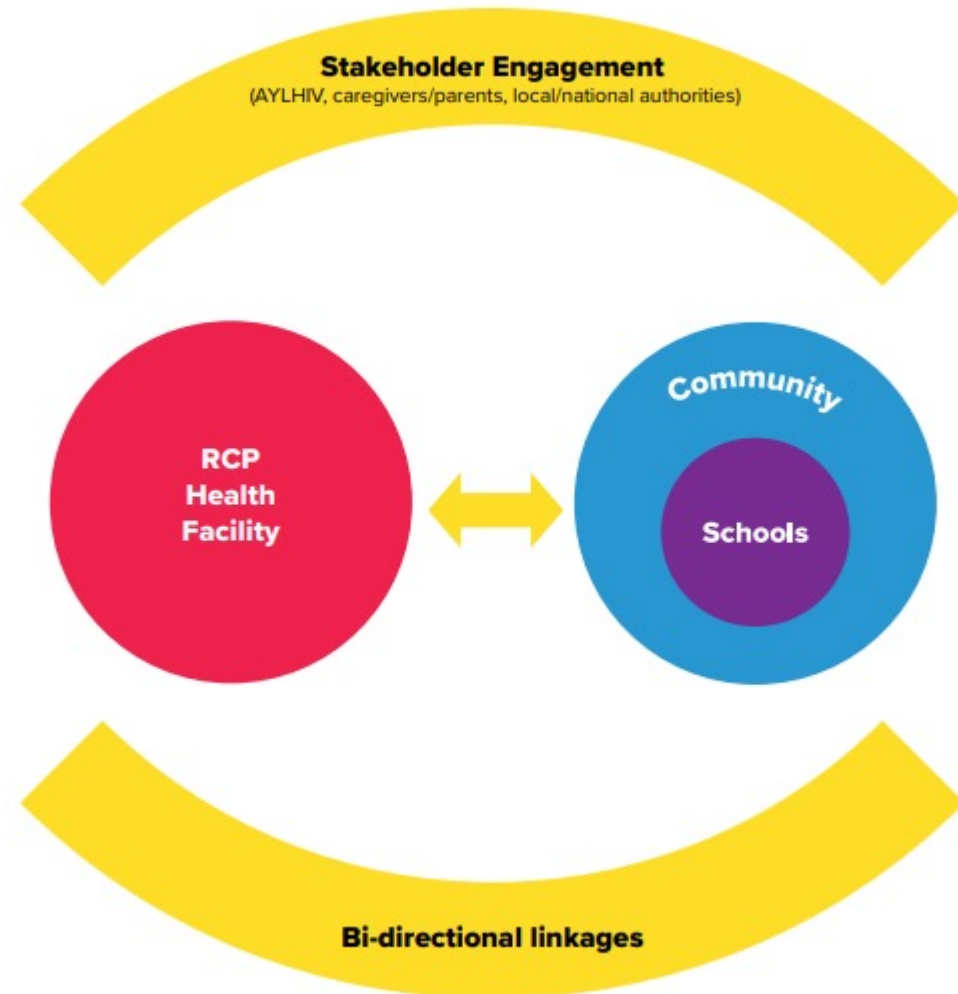 Stakeholder Engagement
(AYLHIV, caregivers/parents, local/national authorities)
RCP
Health
Facility
Community
Schools
Bi-directional linkages